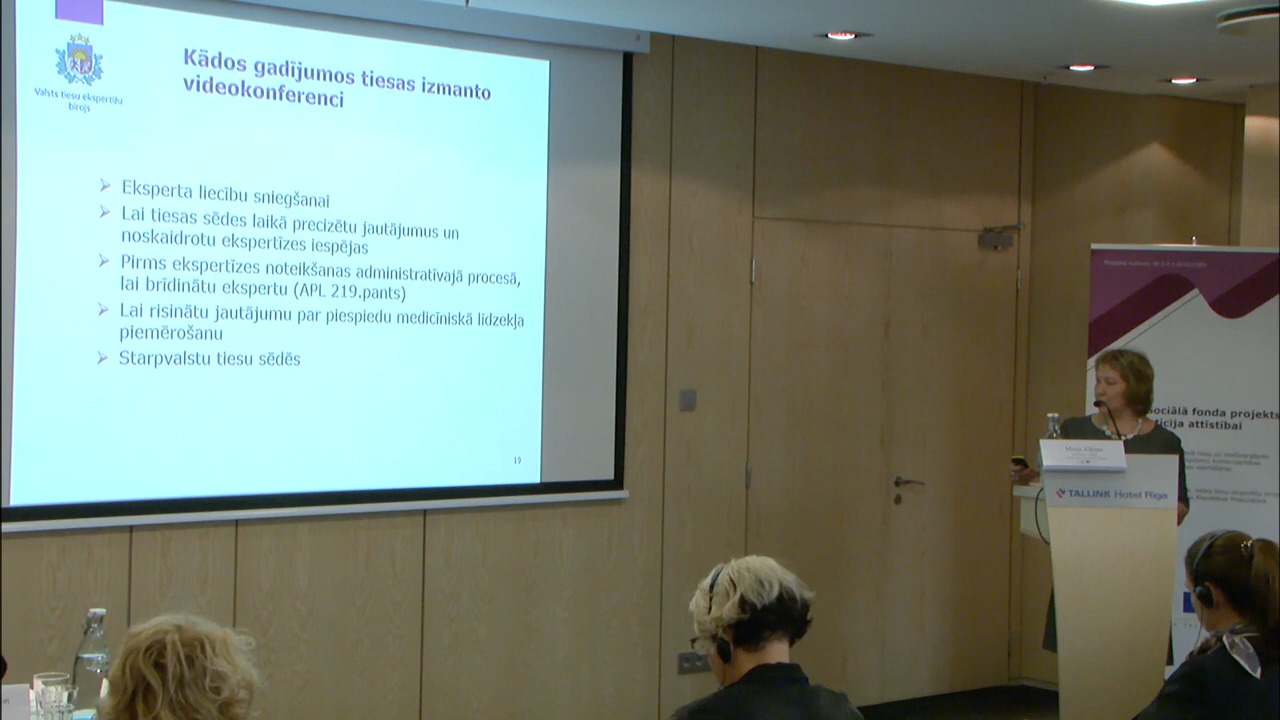 Valsts tiesu ekspertīžu
birojs
Kādos gadījumos tiesas izmanto
videokonferenci
Eksperta liecību sniegšanai
Lai tiesas sēdes laikā precizētu jautājumus un
noskaidrotu ekspertīzes iespējas
Pirms ekspertīzes noteikšanas administratīvajā procesā,
lai brīdinātu ekspertu (APL 219.pants)
Lai risinātu jautājumu par piespiedu medicīniskā līdzekļa
piemērošanu
Starpvalstu tiesu sēdēs
19
ociālā fonda projekts
ticija attīstībai
TALLINK Hotel Riga